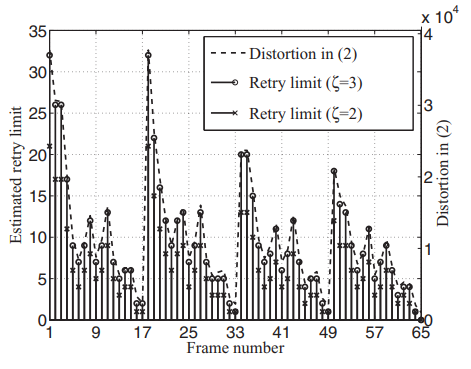 x 10⁴
35
30
25
20
15
10
5
0
Estimated retry limit
Distortion in (2)
Retry limit (ζ=3)
Retry limit (ζ=2)
4
3
2
1
0
Distortion in (2)
1 9 17 25 33 41 49 57 65
Frame number